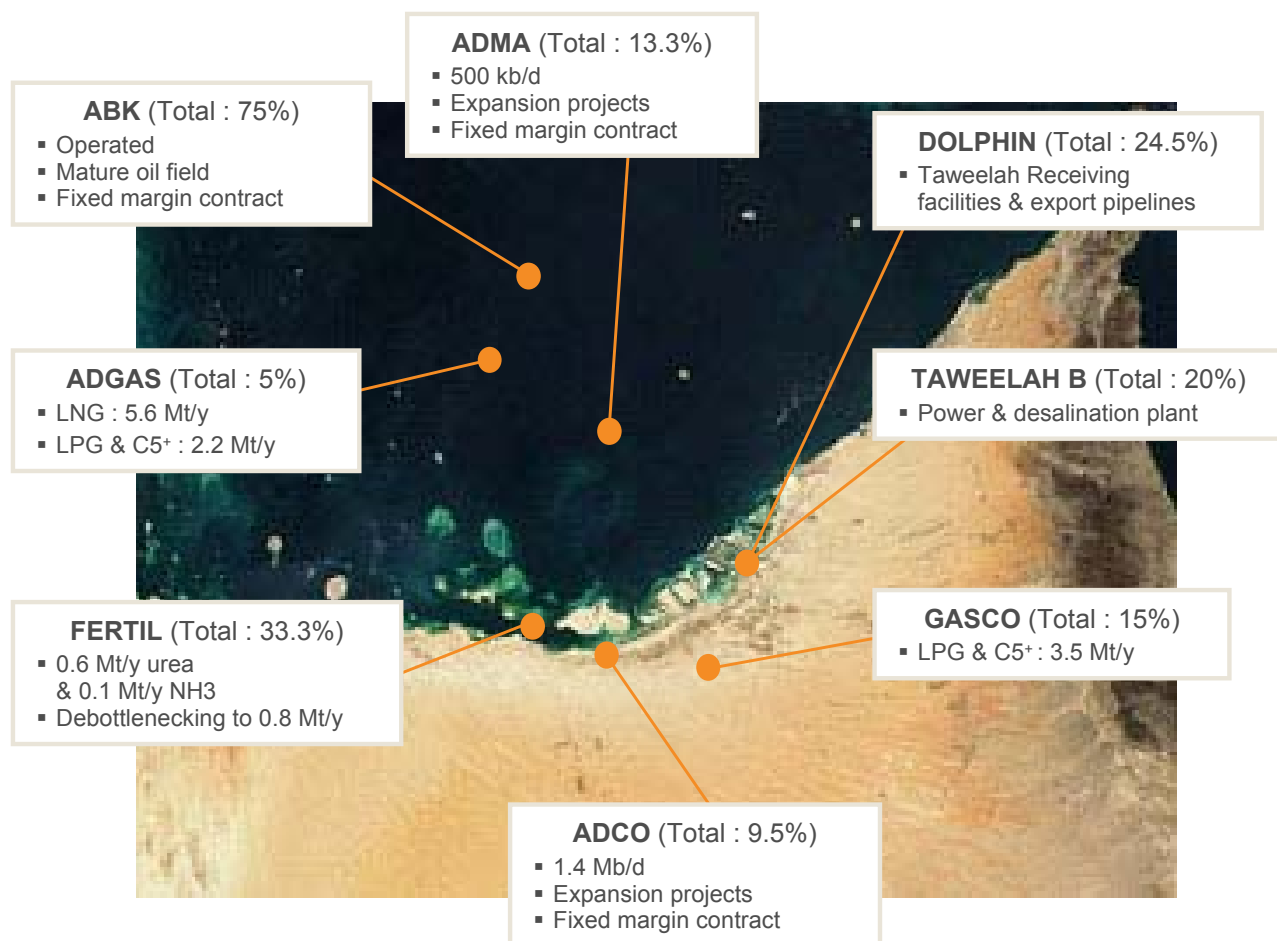 ADMA (Total : 13.3%)
▪ 500 kb/d
▪ Expansion projects
▪ Fixed margin contract
ABK (Total : 75%)
▪ Operated
▪ Mature oil field
▪ Fixed margin contract
DOLPHIN (Total : 24.5%)
▪ Taweelah Receiving
facilities & export pipelines
ADGAS (Total : 5%)
▪ LNG : 5.6 Mt/y
▪ LPG & C5⁺ : 2.2 Mt/y
TAWEELAH B (Total : 20%)
▪ Power & desalination plant
FERTIL (Total : 33.3%)
▪ 0.6 Mt/y urea
& 0.1 Mt/y NH3
▪ Debottlenecking to 0.8 Mt/y
GASCO (Total : 15%)
▪ LPG & C5⁺ : 3.5 Mt/y
ADCO (Total : 9.5%)
▪ 1.4 Mb/d
▪ Expansion projects
▪ Fixed margin contract